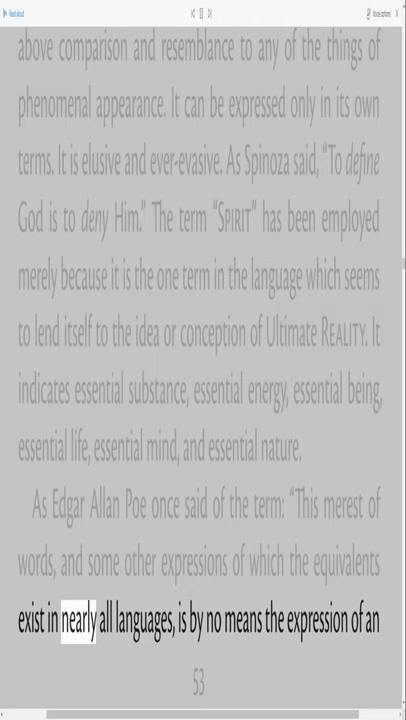 Read aloud
Voice options
above comparison and resemblance to any of the things of
phenomenal appearance. It can be expressed only in its own
terms. It is elusive and ever-evasive. As Spinoza said, “To define
God is to deny Him.” The term “SPIRIT” has been employed
merely because it is the one term in the language which seems
to lend itself to the idea or conception of Ultimate REALITY. It
indicates essential substance, essential energy, essential being,
essential life, essential mind, and essential nature.
As Edgar Allan Poe once said of the term: “This merest of
words, and some other expressions of which the equivalents
exist in nearly all languages, is by no means the expression of an
53